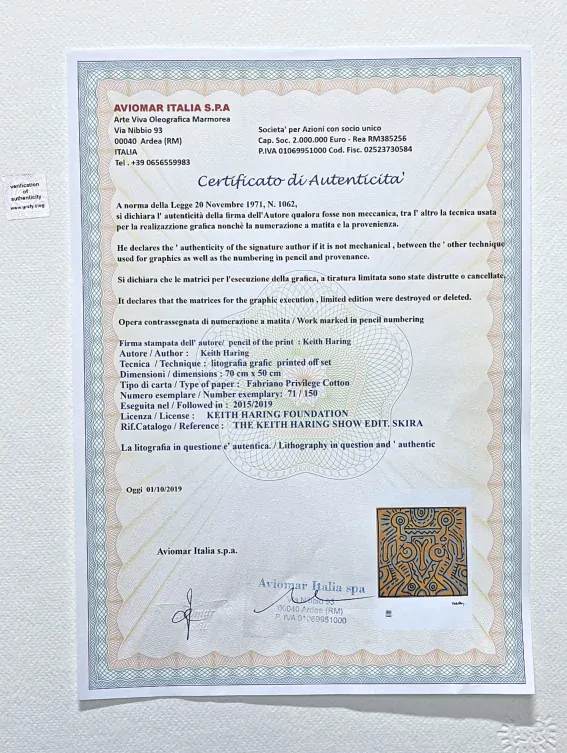 AVIOMAR ITALIA S.P.A
Arte Viva Oleografica Marmorea
Via Nibbio 93
00040 Ardea (RM)
ITALIA
Tel . +39 0656559983
Societa' per Azioni con socio unico
Cap. Soc. 2.000.000 Euro - Rea RM385256
P.IVA 01069951000 Cod. Fisc. 02523730584
verification
of
authenticity
Certificato di Autenticita'
A norma della Legge 20 Novembre 1971, N. 1062,
si dichiara l' autenticità della firma dell'Autore qualora fosse non meccanica, tra l' altro la tecnica usata
per la realizazzione grafica nonchè la numerazione a matita e la provenienza.
He declares the ' authenticity of the signature author if it is not mechanical , between the ' other technique
used for graphics as well as the numbering in pencil and provenance.
Si dichiara che le matrici per l'esecuzione della grafica, a tiratura limitata sono state distrutte o cancellate,
It declares that the matrices for the graphic execution , limited edition were destroyed or deleted.
Opera contrassegnata di numerazione a matita / Work marked in pencil numbering
Firma stampata dell' autore/ pencil of the print : Keith Haring
Autore / Author : Keith Haring
Tecnica / Technique : litografia grafic printed off set
Dimensioni / dimensions : 70 cm x 50 cm
Tipo di carta / Type of paper : Fabriano Privilege Cotton
Numero esemplare / Number exemplary: 71 / 150
Eseguita nel / Followed in : 2015/2019
Licenza / License : KEITH HARING FOUNDATION
Rif.Catalogo / Reference : THE KEITH HARING SHOW EDIT. SKIRA
La litografia in questione e' autentica. / Lithography in question and ' authentic
Oggi 01/10/2019
Aviomar Italia s.p.a.
Aviomar Italia spa
Via Nibbio 93
00040 Ardea (RM)
P. IVA 01069951000